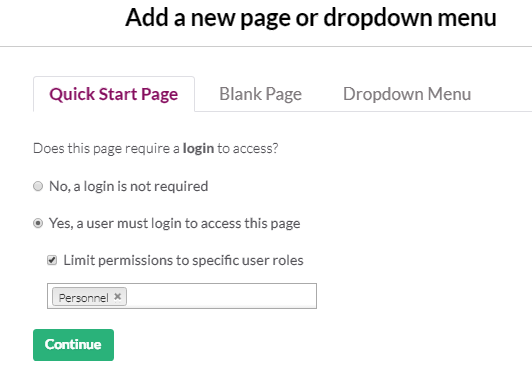 Add a new page or dropdown menu
Quick Start Page Blank Page Dropdown Menu
Does this page require a login to access?
No, a login is not required
Yes, a user must login to access this page
Limit permissions to specific user roles
Personnel ×
Continue